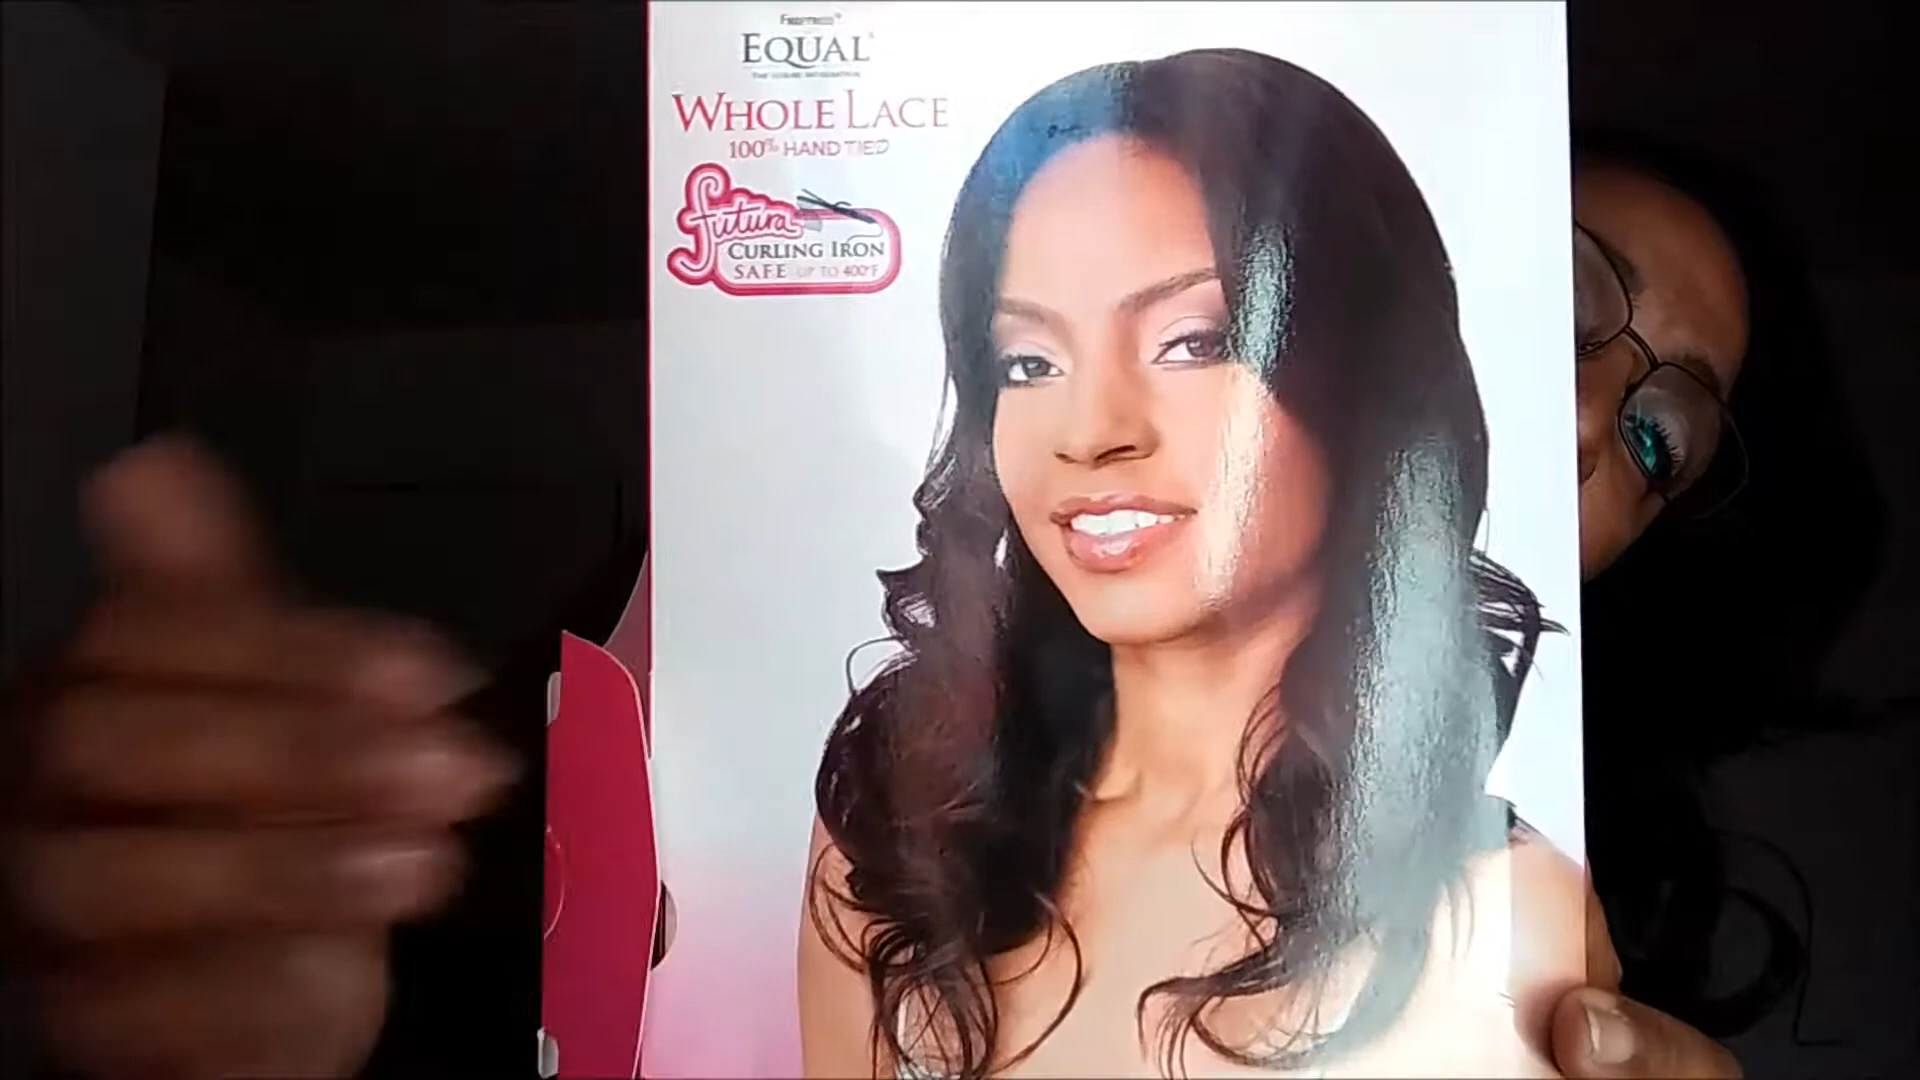 EQUAL
WHOLE LACE
100% HAND TIED
futura
CURLING IRON
SAFE UP TO 400°F